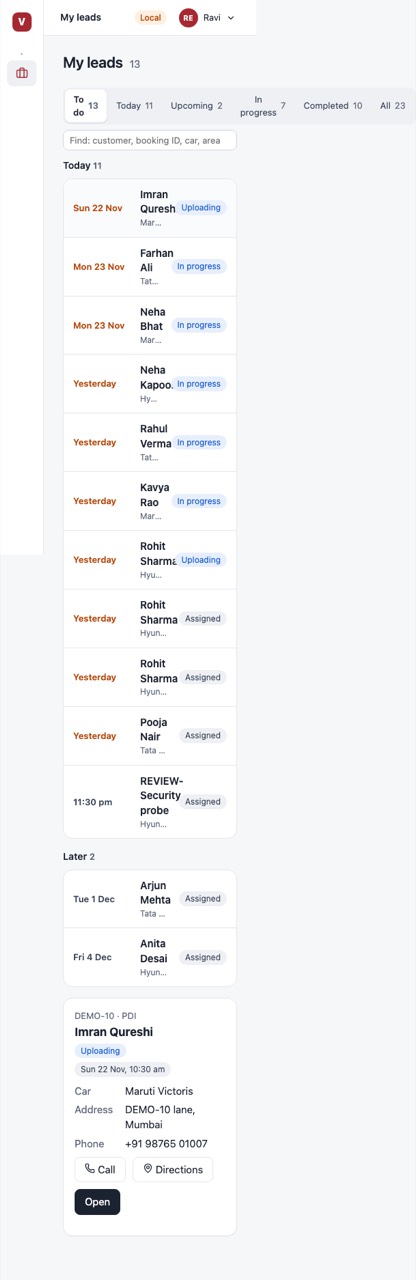 V
My leads
Local
RE
Ravi
My leads 13
To do 13
Today 11
Upcoming 2
In progress 7
Completed 10
All 23
Find: customer, booking ID, car, area
Today 11
Sun 22 Nov
Imran
Quresh
Mar...
Uploading
Mon 23 Nov
Farhan
Ali
Tat...
In progress
Mon 23 Nov
Neha
Bhat
Mar...
In progress
Yesterday
Neha
Kapoo
Hy...
In progress
Yesterday
Rahul
Verma
Tat...
In progress
Yesterday
Kavya
Rao
Mar...
In progress
Yesterday
Rohit
Sharma
Hyu...
Uploading
Yesterday
Rohit
Sharma
Hyun...
Assigned
Yesterday
Rohit
Sharma
Hyun...
Assigned
Yesterday
Pooja
Nair
Tata ...
Assigned
11:30 pm
REVIEW-
Security
probe
Hyun...
Assigned
Later 2
Tue 1 Dec
Arjun
Mehta
Tata ...
Assigned
Fri 4 Dec
Anita
Desai
Hyun...
Assigned
DEMO-10 · PDI
Imran Qureshi
Uploading
Sun 22 Nov, 10:30 am
Car Maruti Victoris
Address DEMO-10 lane,
Mumbai
Phone +91 98765 01007
Call
Directions
Open